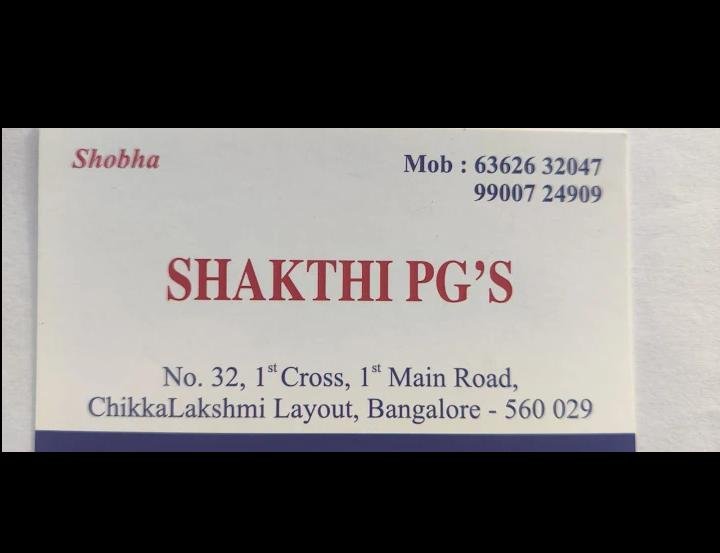 Shobha
Mob : 63626 32047
99007 24909
SHAKTHI PG'S
No. 32, 1st Cross, 1st Main Road,
ChikkaLakshmi Layout, Bangalore - 560 029